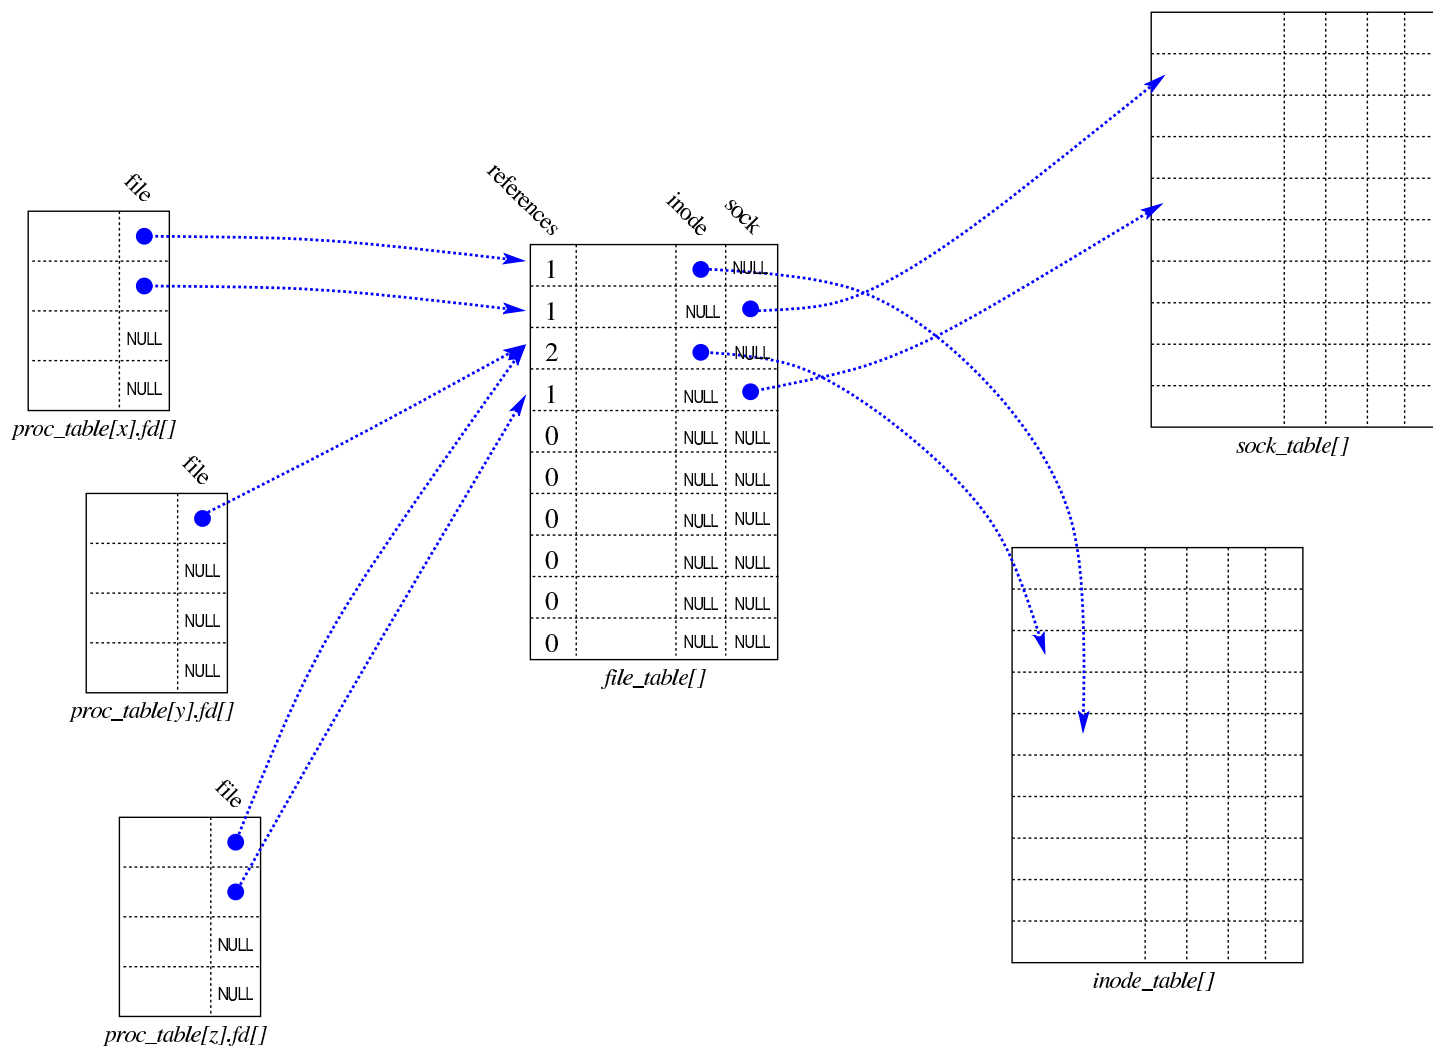 file
NULL
NULL
proc_table[x].fd[]
file
NULL
NULL
NULL
proc_table[y].fd[]
file
NULL
NULL
proc_table[z].fd[]
references inode sock
1 NULL
1 NULL
2 NULL
1 NULL
0 NULL NULL
0 NULL NULL
0 NULL NULL
0 NULL NULL
0 NULL NULL
0 NULL NULL
file_table[]
sock_table[]
inode_table[]